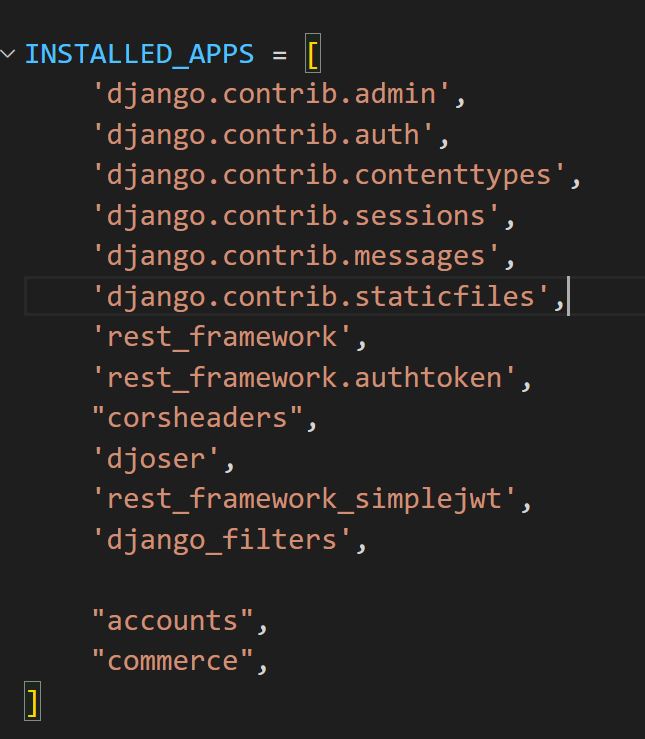 INSTALLED_APPS = [
    'django.contrib.admin',
    'django.contrib.auth',
    'django.contrib.contenttypes',
    'django.contrib.sessions',
    'django.contrib.messages',
    'django.contrib.staticfiles',
    'rest_framework',
    'rest_framework.authtoken',
    "corsheaders",
    'djoser',
    'rest_framework_simplejwt',
    'django_filters',

    "accounts",
    "commerce",
]